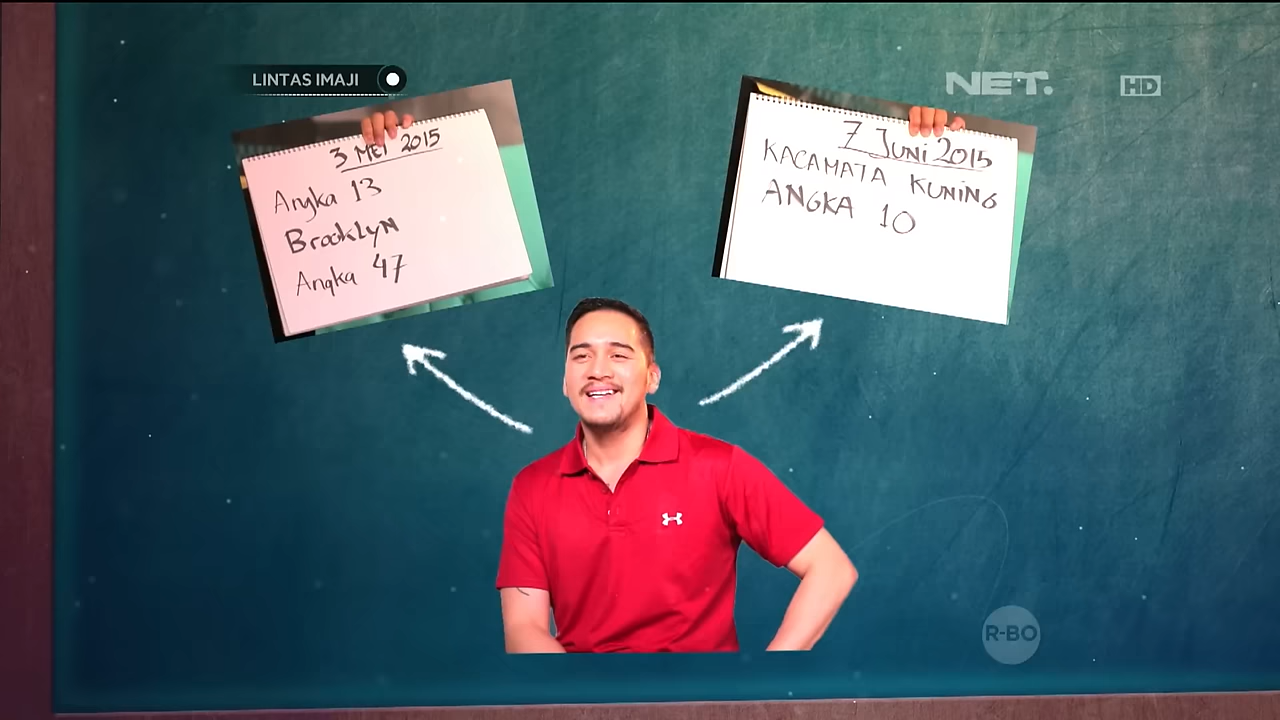 LINTAS IMAJI
NET.
HD
3 MEI 2015
Angka 13
BrooklyN
Angka 47
7 JUNi 2015
KACAMATA KUNiNG
ANGKA 10
R-BO